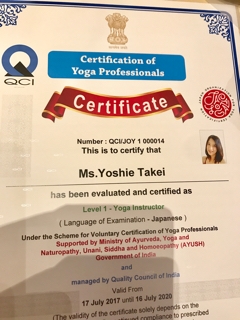 Certification of
Yoga Professionals
QCI
Certificate
Number : QCI/JOY 1 000014
This is to certify that
Ms.Yoshie Takei
has been evaluated and certified as
Level 1 - Yoga Instructor
( Language of Examination - Japanese )
Under the Scheme for Voluntary Certification of Yoga Professionals
Supported by Ministry of Ayurveda, Yoga and
Naturopathy, Unani, Siddha and Homoeopathy (AYUSH)
Government of India
and
managed by Quality Council of India
Valid From
17 July 2017 until 16 July 2020
(The validity of the certificate solely depends on the
continued compliance to prescribed